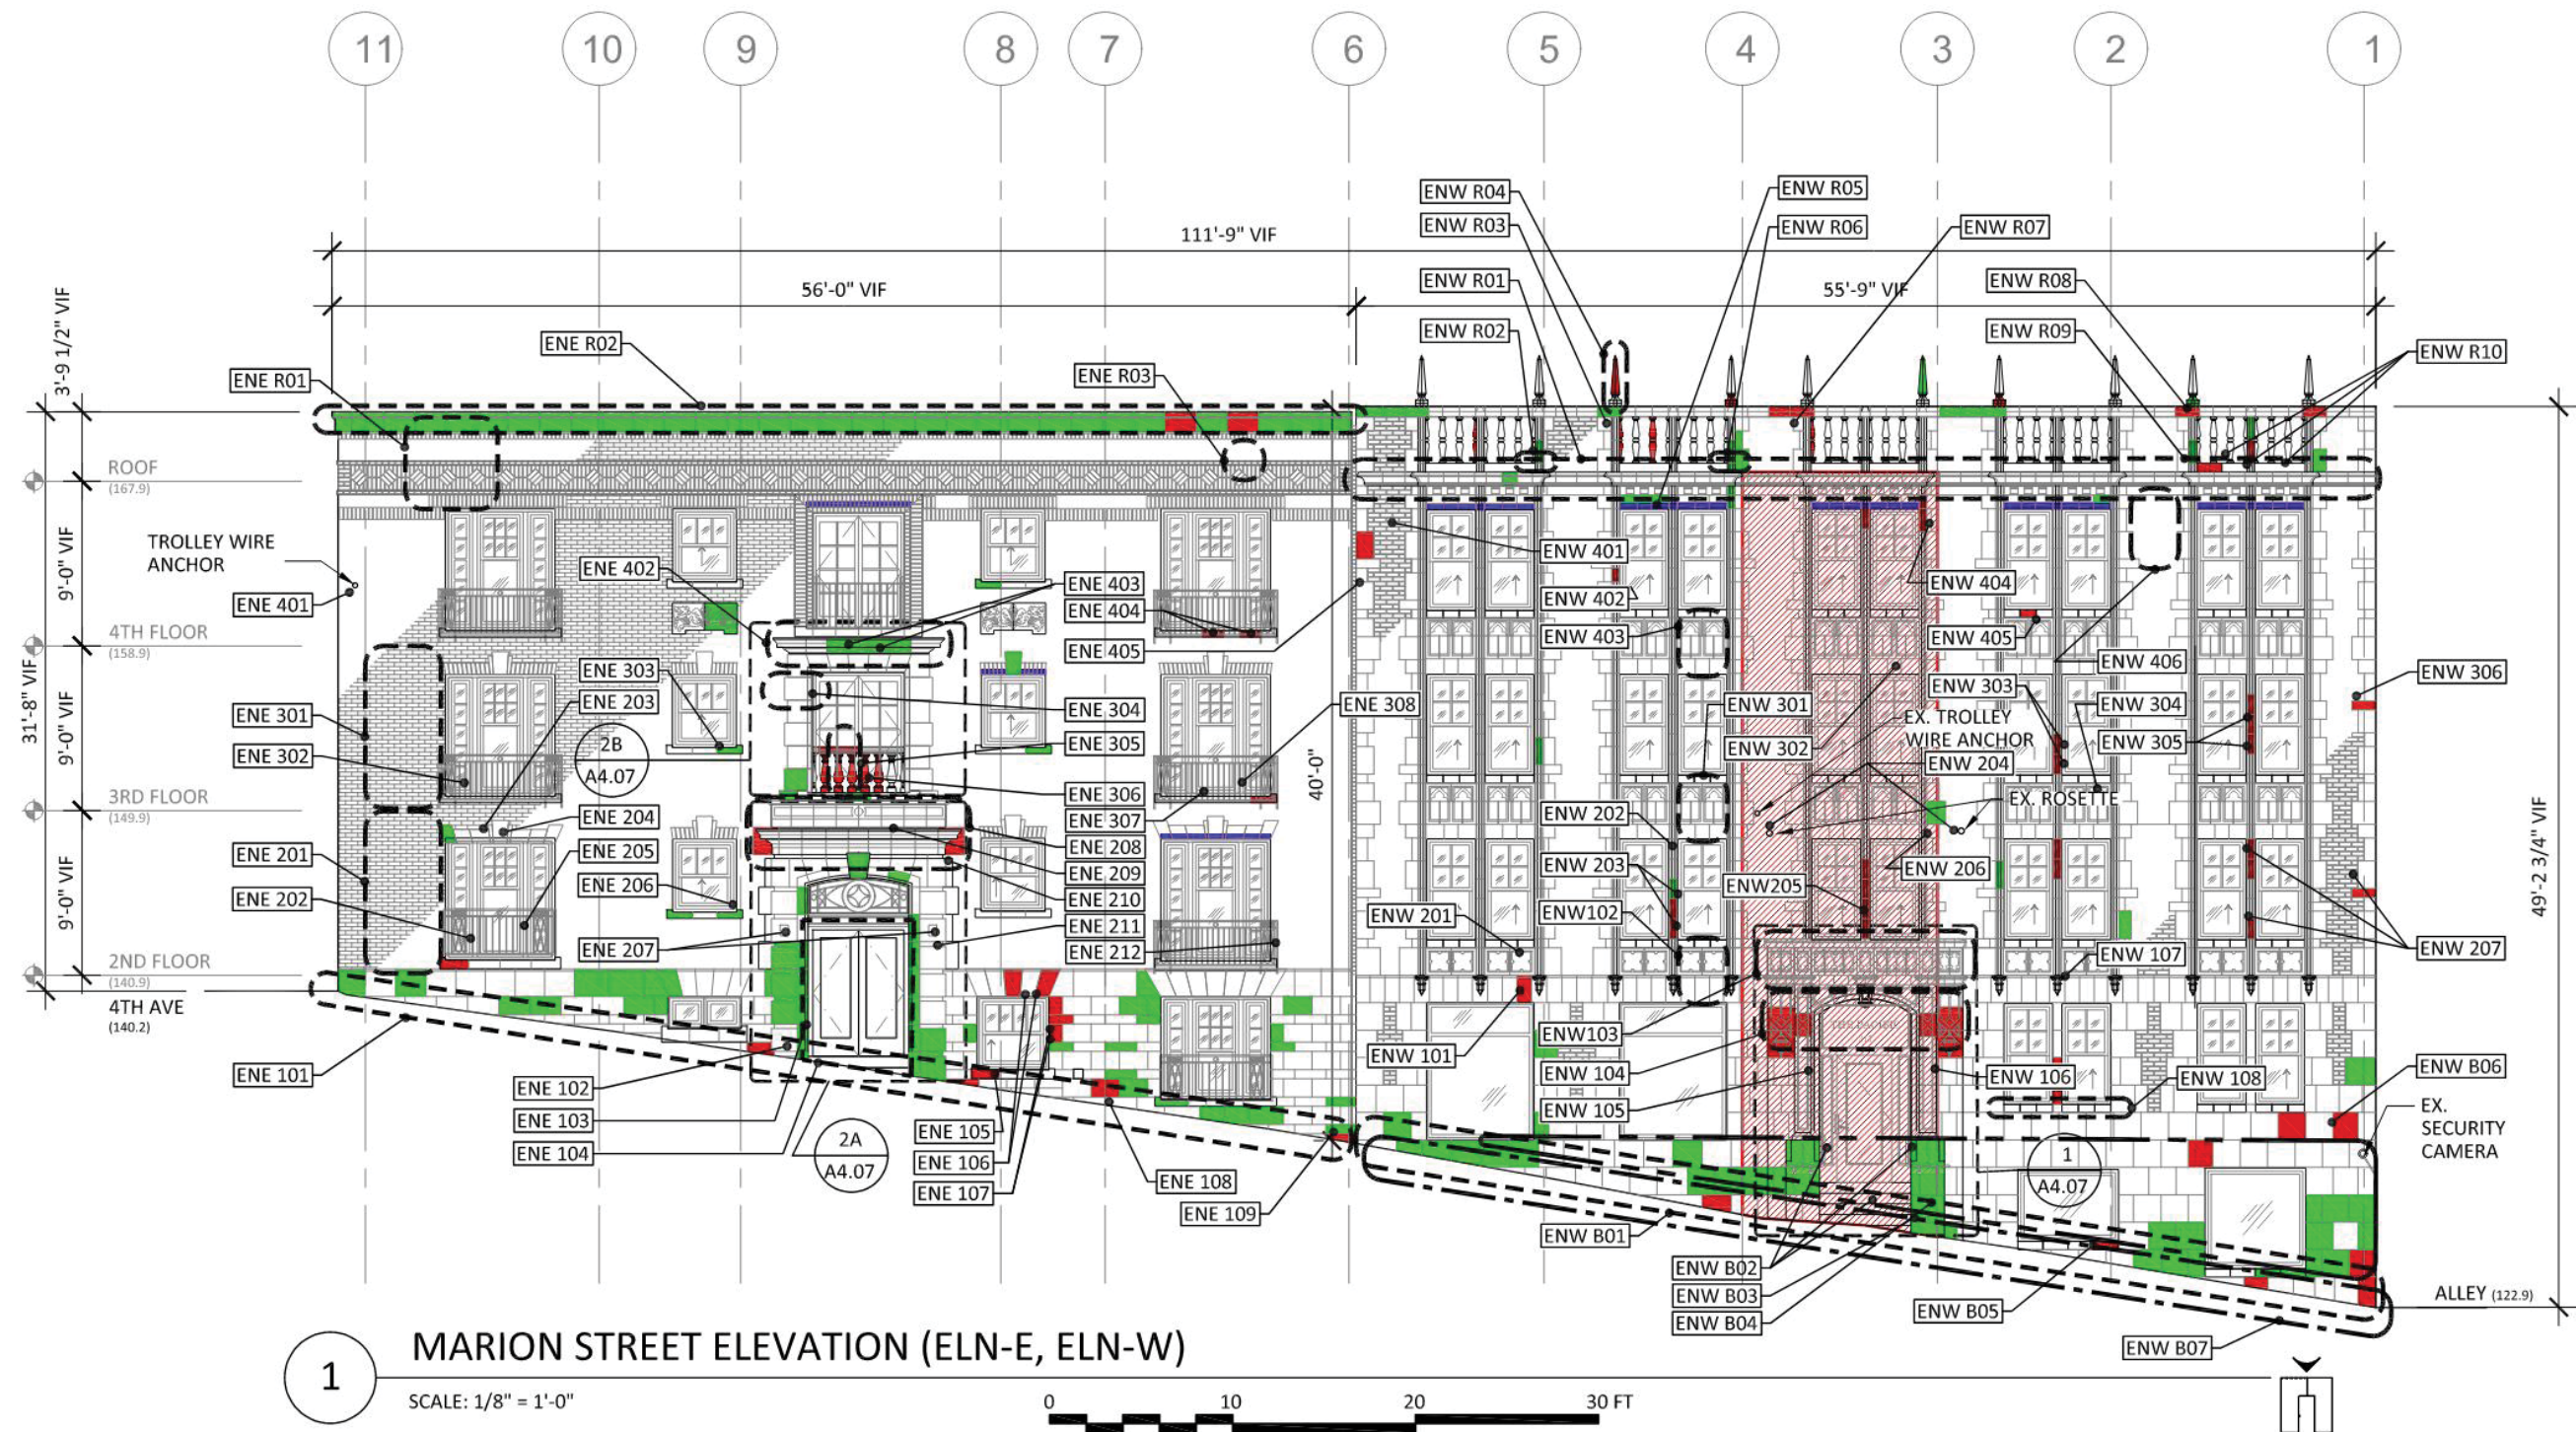 11
10
9
8
7
6
5
4
3
2
1
111'-9" VIF
56'-0" VIF
55'-9" VIF
3'-9 1/2" VIF
31'-8" VIF
9'-0" VIF
9'-0" VIF
9'-0" VIF
40'-0"
49'-2 3/4" VIF
ROOF
(167.9)
4TH FLOOR
(158.9)
3RD FLOOR
(149.9)
2ND FLOOR
(140.9)
4TH AVE
(140.2)
TROLLEY WIRE
ANCHOR
ENE R01
ENE R02
ENE R03
ENE 401
ENE 402
ENE 403
ENE 404
ENE 405
ENE 301
ENE 302
ENE 303
ENE 203
2B
A4.07
ENE 304
ENE 305
ENE 306
ENE 307
ENE 308
ENE 201
ENE 202
ENE 204
ENE 205
ENE 206
ENE 207
ENE 208
ENE 209
ENE 210
ENE 211
ENE 212
ENE 101
ENE 102
ENE 103
ENE 104
2A
A4.07
ENE 105
ENE 106
ENE 107
ENE 108
ENE 109
ENW R04
ENW R03
ENW R01
ENW R02
ENW R05
ENW R06
ENW R07
ENW R08
ENW R09
ENW R10
ENW 401
ENW 402
ENW 403
ENW 404
ENW 405
ENW 406
ENW 301
ENW 302
ENW 303
ENW 304
ENW 305
ENW 306
EX. TROLLEY
WIRE ANCHOR
ENW 204
EX. ROSETTE
ENW 202
ENW 203
ENW205
ENW 206
ENW 207
ENW 201
ENW102
ENW 107
ENW 101
ENW103
ENW 104
ENW 105
ENW 106
ENW 108
ENW B06
EX.
SECURITY
CAMERA
1
A4.07
ENW B01
ENW B02
ENW B03
ENW B04
ENW B05
ENW B07
ALLEY (122.9)
1
MARION STREET ELEVATION (ELN-E, ELN-W)
SCALE: 1/8" = 1'-0"
0
10
20
30 FT